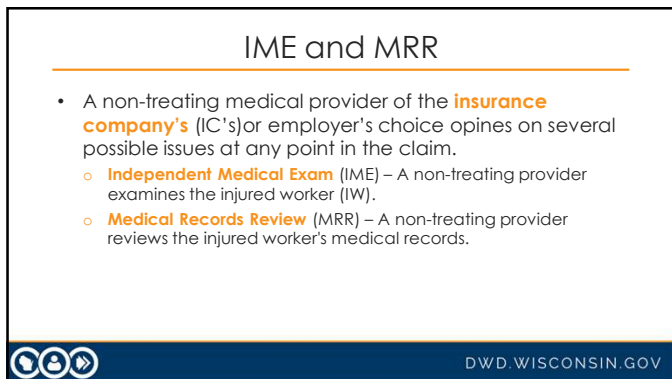 IME and MRR
• A non-treating medical provider of the insurance
company's (IC's)or employer's choice opines on several
possible issues at any point in the claim.
o Independent Medical Exam (IME) – A non-treating provider
examines the injured worker (IW).
o Medical Records Review (MRR) – A non-treating provider
reviews the injured worker's medical records.
DWD.WISCONSIN.GOV